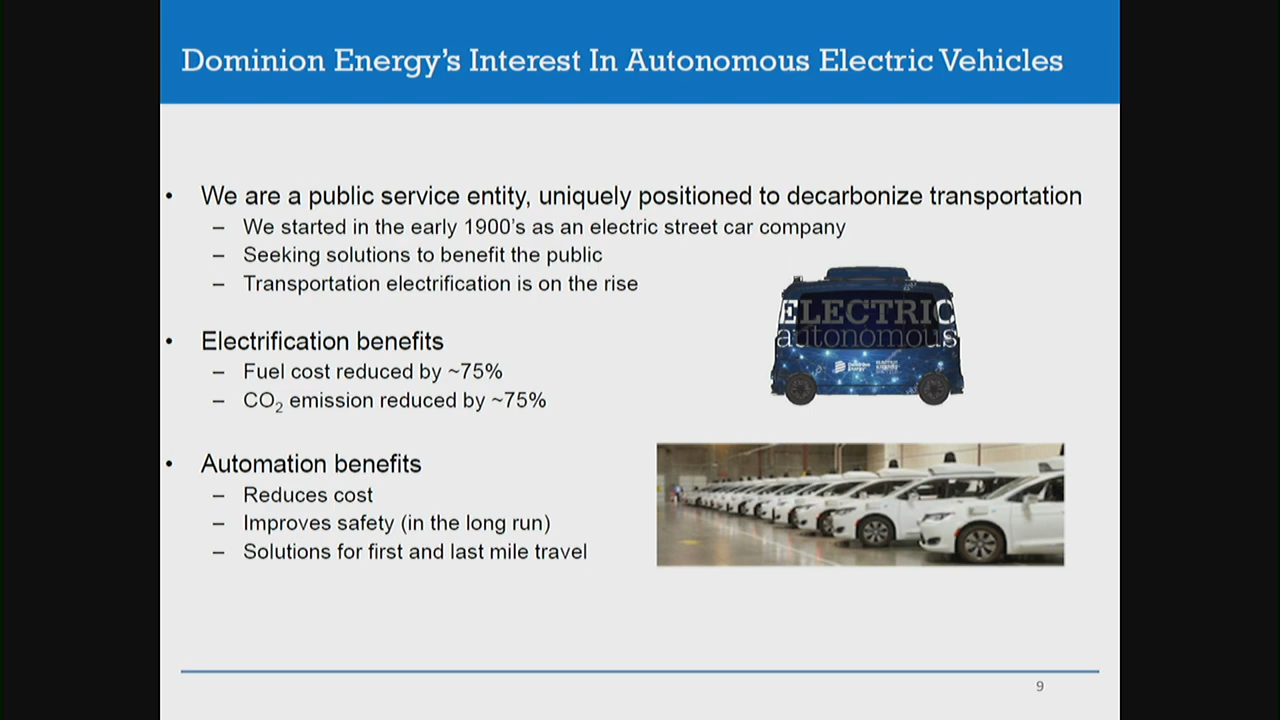 Dominion Energy's Interest In Autonomous Electric Vehicles
• We are a public service entity, uniquely positioned to decarbonize transportation
– We started in the early 1900's as an electric street car company
– Seeking solutions to benefit the public
– Transportation electrification is on the rise
ELECTRIC
autonomous
Dominion
Energy
• Electrification benefits
– Fuel cost reduced by ~75%
– CO₂ emission reduced by ~75%
• Automation benefits
– Reduces cost
– Improves safety (in the long run)
– Solutions for first and last mile travel
9